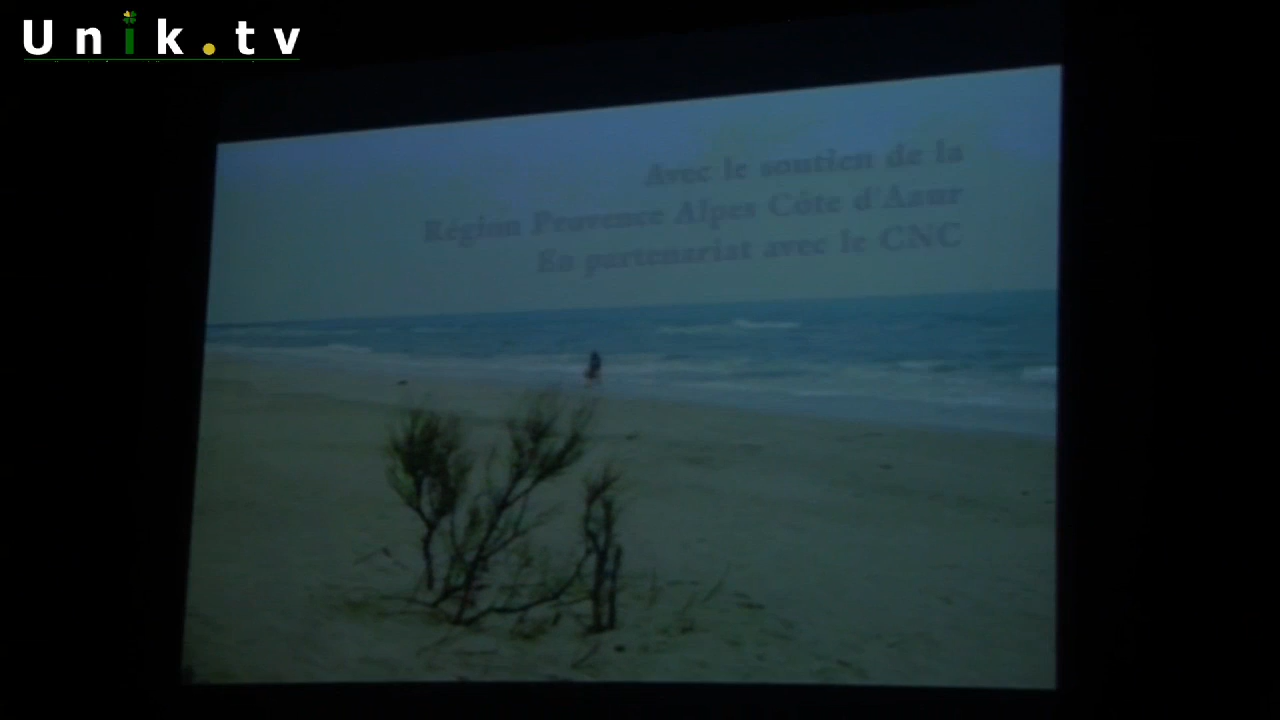 Unik.tv
Avec le soutien de la
Région Provence Alpes Côte d'Azur
En partenariat avec le CNC